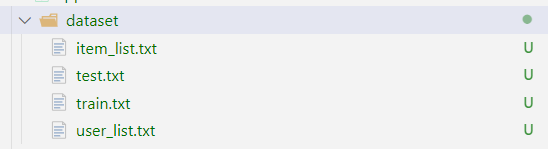 dataset
item_list.txt U
test.txt U
train.txt U
user_list.txt U